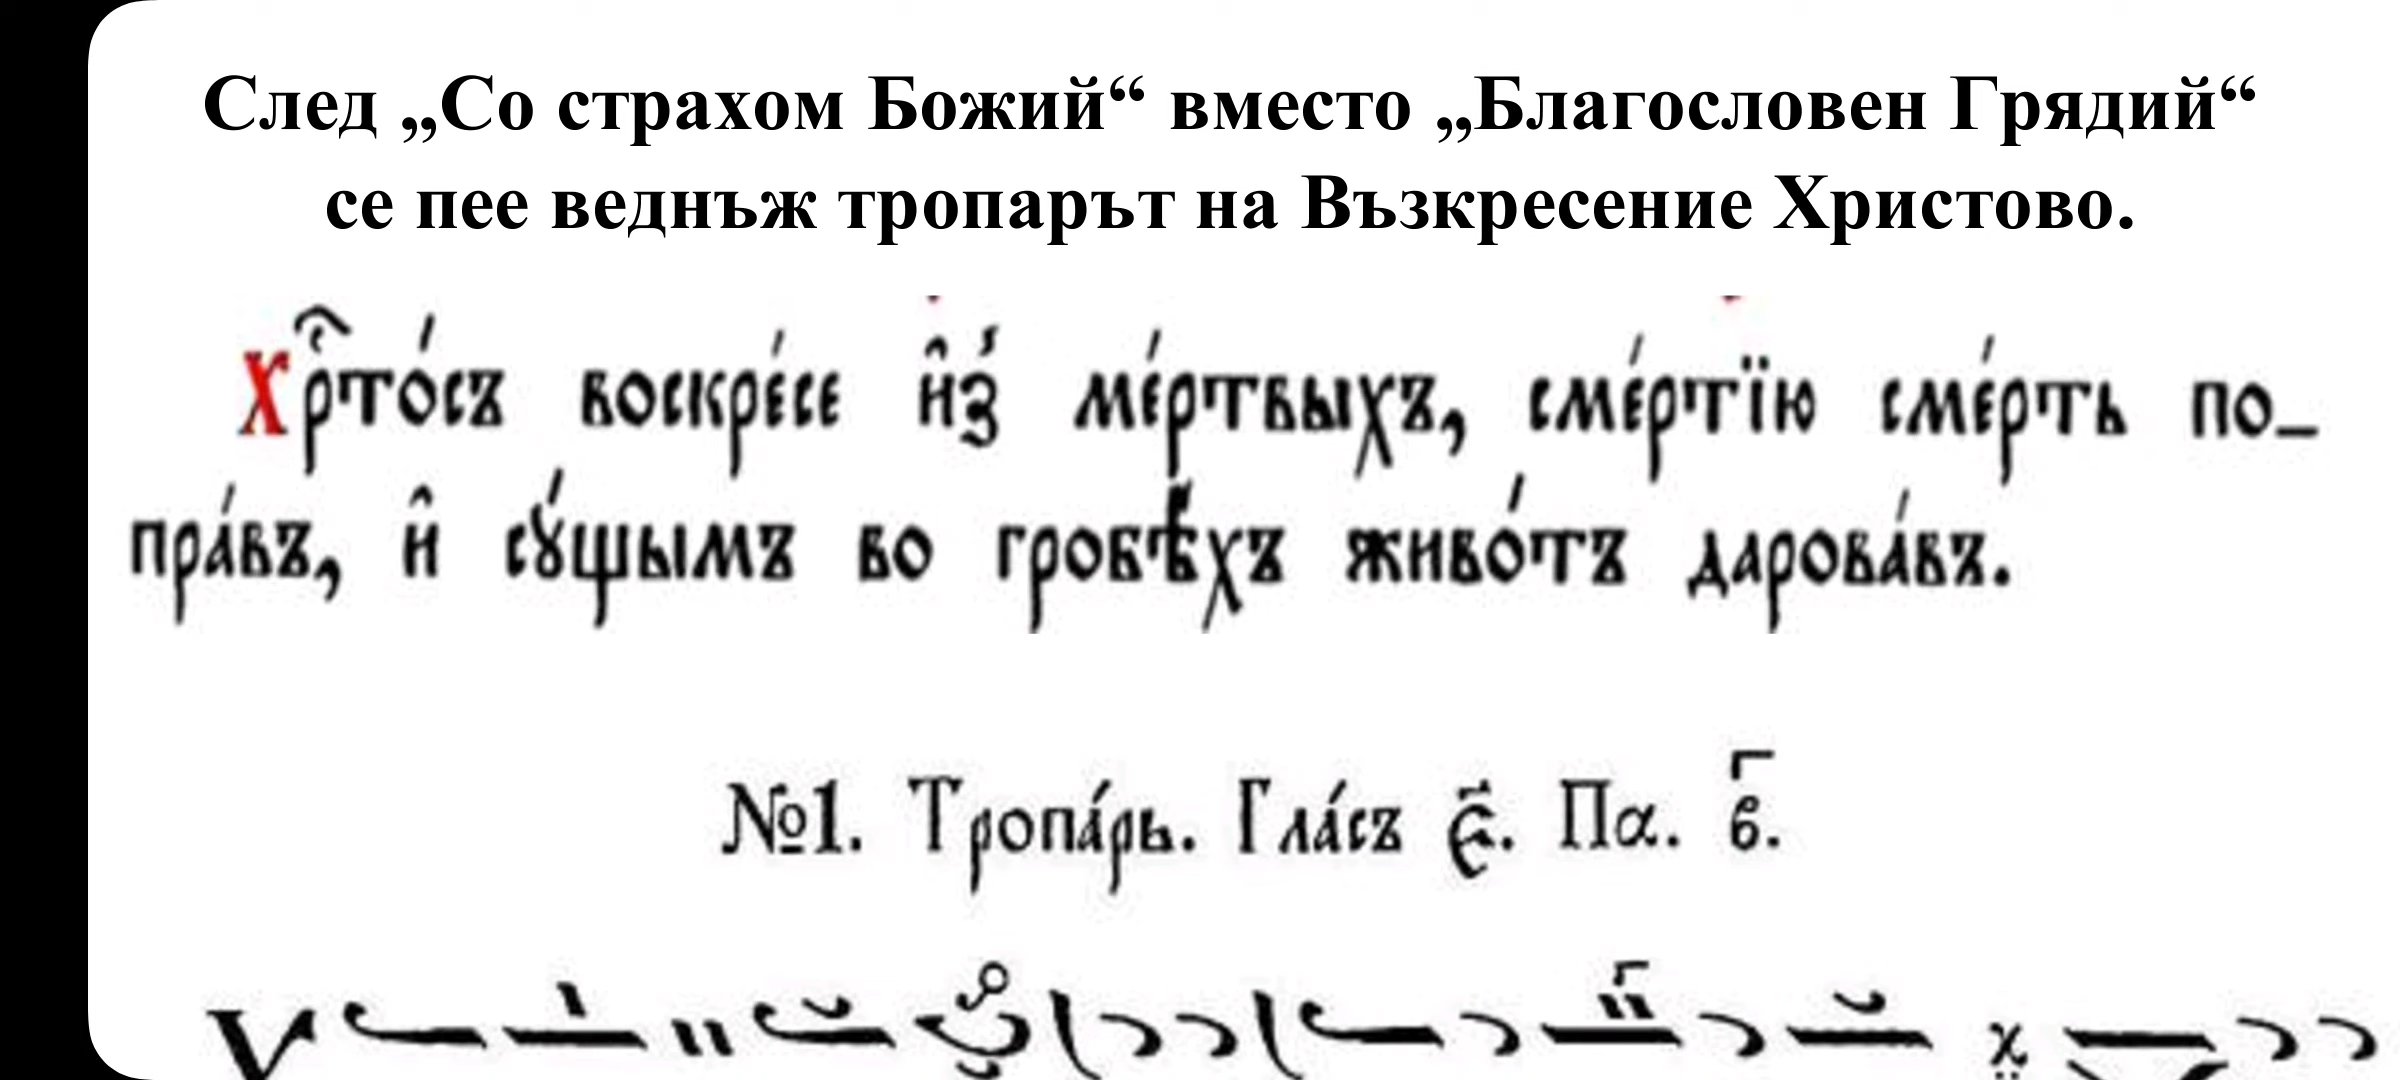 След „Со страхом Божий“ вместо „Благословен Грядий“
се пее веднъж тропарът на Възкресение Христово.
Хрⷭ҇то́съ воскре́се и҆з̾ ме́ртвыхъ, сме́ртїю сме́рть по_
пра́въ, и҆ сꙋ́щымъ во гробѣ́хъ живо́тъ дарова́въ.
№1. Тропа́рь. Гла́съ є҃. Па. в.